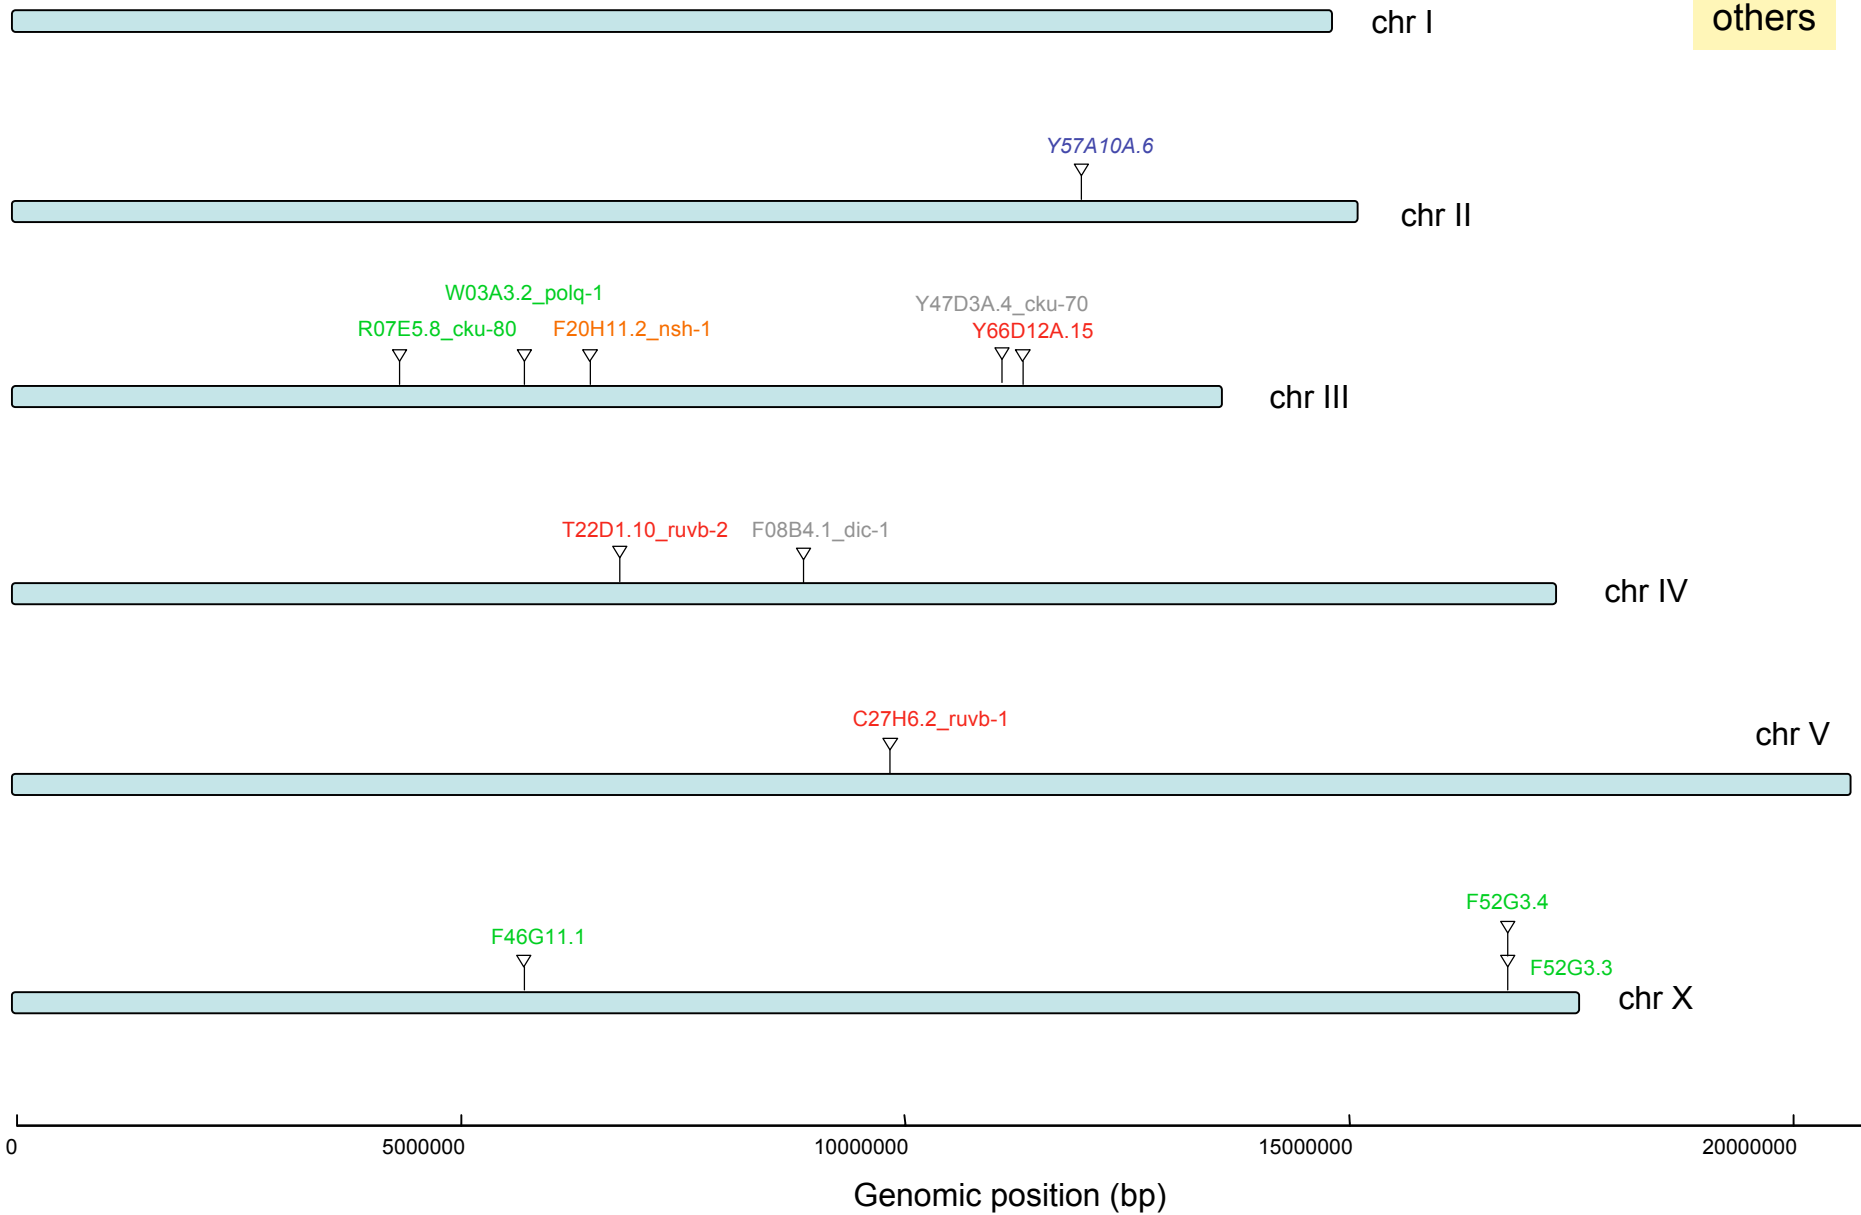 others
chr I
Y57A10A.6
chr II
W03A3.2_polq-1
Y47D3A.4_cku-70
R07E5.8_cku-80
F20H11.2_nsh-1
Y66D12A.15
chr III
T22D1.10_ruvb-2
F08B4.1_dic-1
chr IV
C27H6.2_ruvb-1
chr V
F52G3.4
F46G11.1
F52G3.3
chr X
0
5000000
10000000
15000000
20000000
Genomic position (bp)